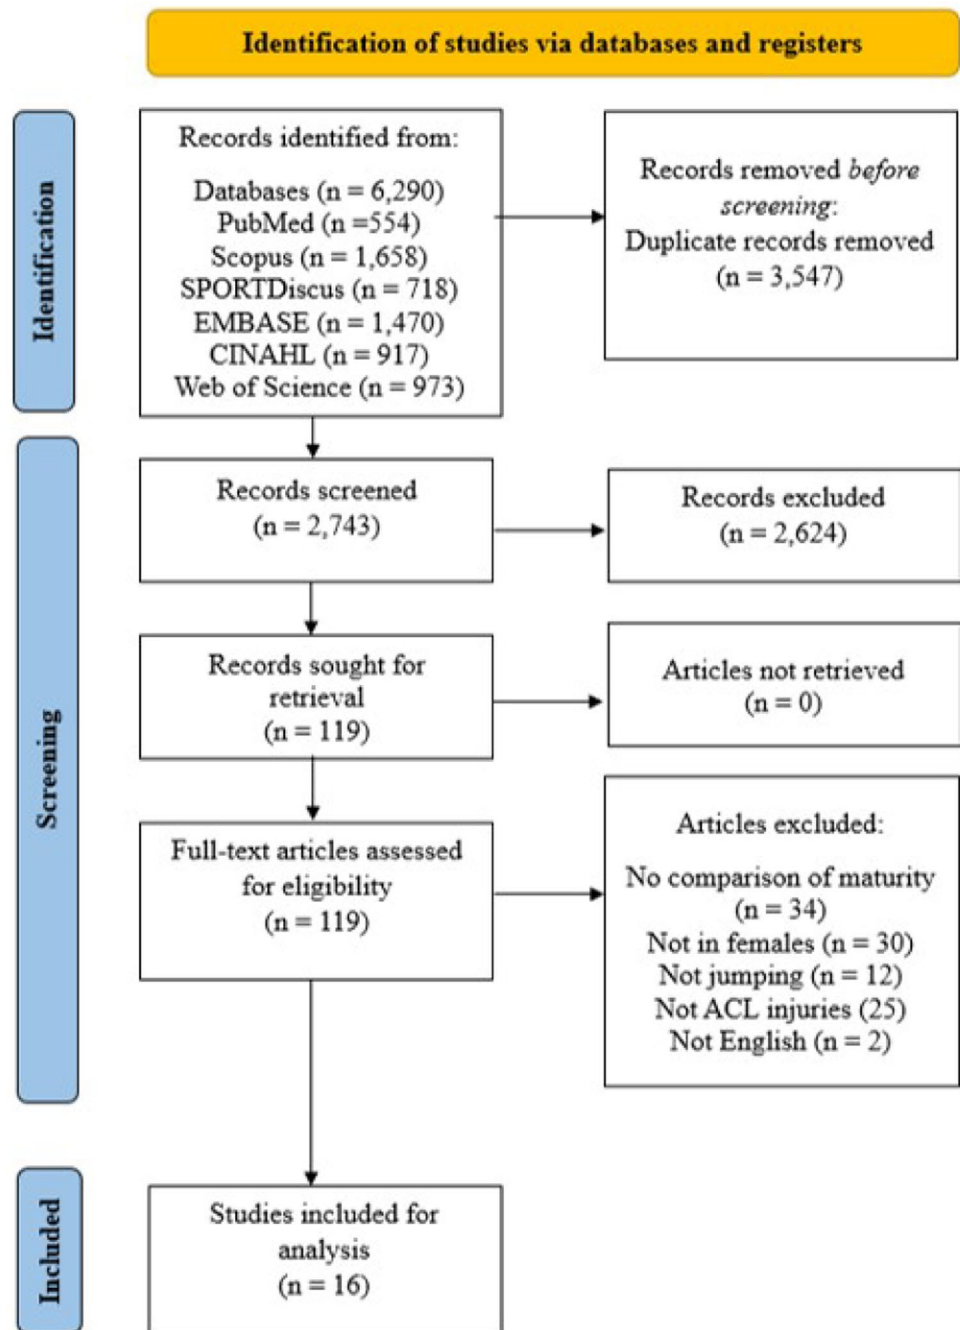 Identification of studies via databases and registers
Identification
Records identified from:
Databases (n = 6,290)
PubMed (n =554)
Scopus (n = 1,658)
SPORTDiscus (n = 718)
EMBASE (n = 1,470)
CINAHL (n = 917)
Web of Science (n = 973)
Records removed before
screening:
Duplicate records removed
(n = 3,547)
Screening
Records screened
(n = 2,743)
Records excluded
(n = 2,624)
Records sought for
retrieval
(n = 119)
Articles not retrieved
(n = 0)
Full-text articles assessed
for eligibility
(n = 119)
Articles excluded:
No comparison of maturity
(n = 34)
Not in females (n = 30)
Not jumping (n = 12)
Not ACL injuries (25)
Not English (n = 2)
Included
Studies included for
analysis
(n = 16)